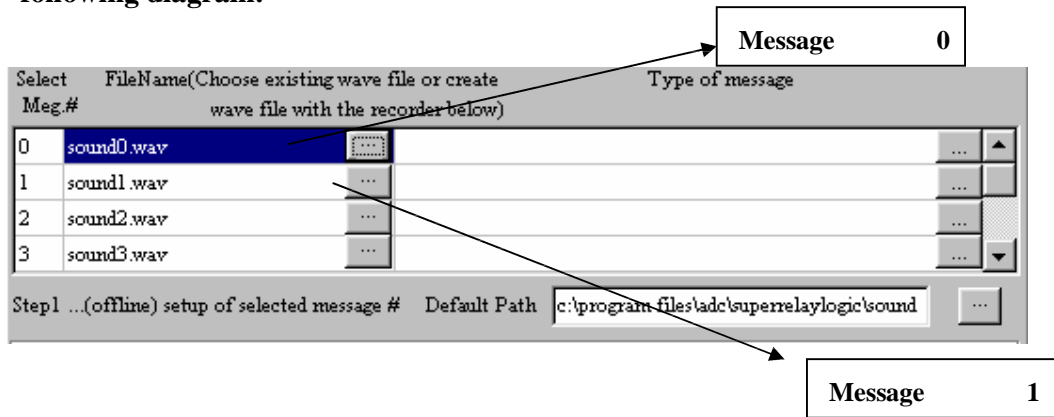 following diagram:
Message 0
Select FileName(Choose existing wave file or create Type of message
Meg.# wave file with the recorder below)
0 sound0.wav ... ...
1 sound1.wav ... ...
2 sound2.wav ... ...
3 sound3.wav ... ...
Step1 ...(offline) setup of selected message # Default Path c:\program files\adc\superrelaylogic\sound ...
Message 1